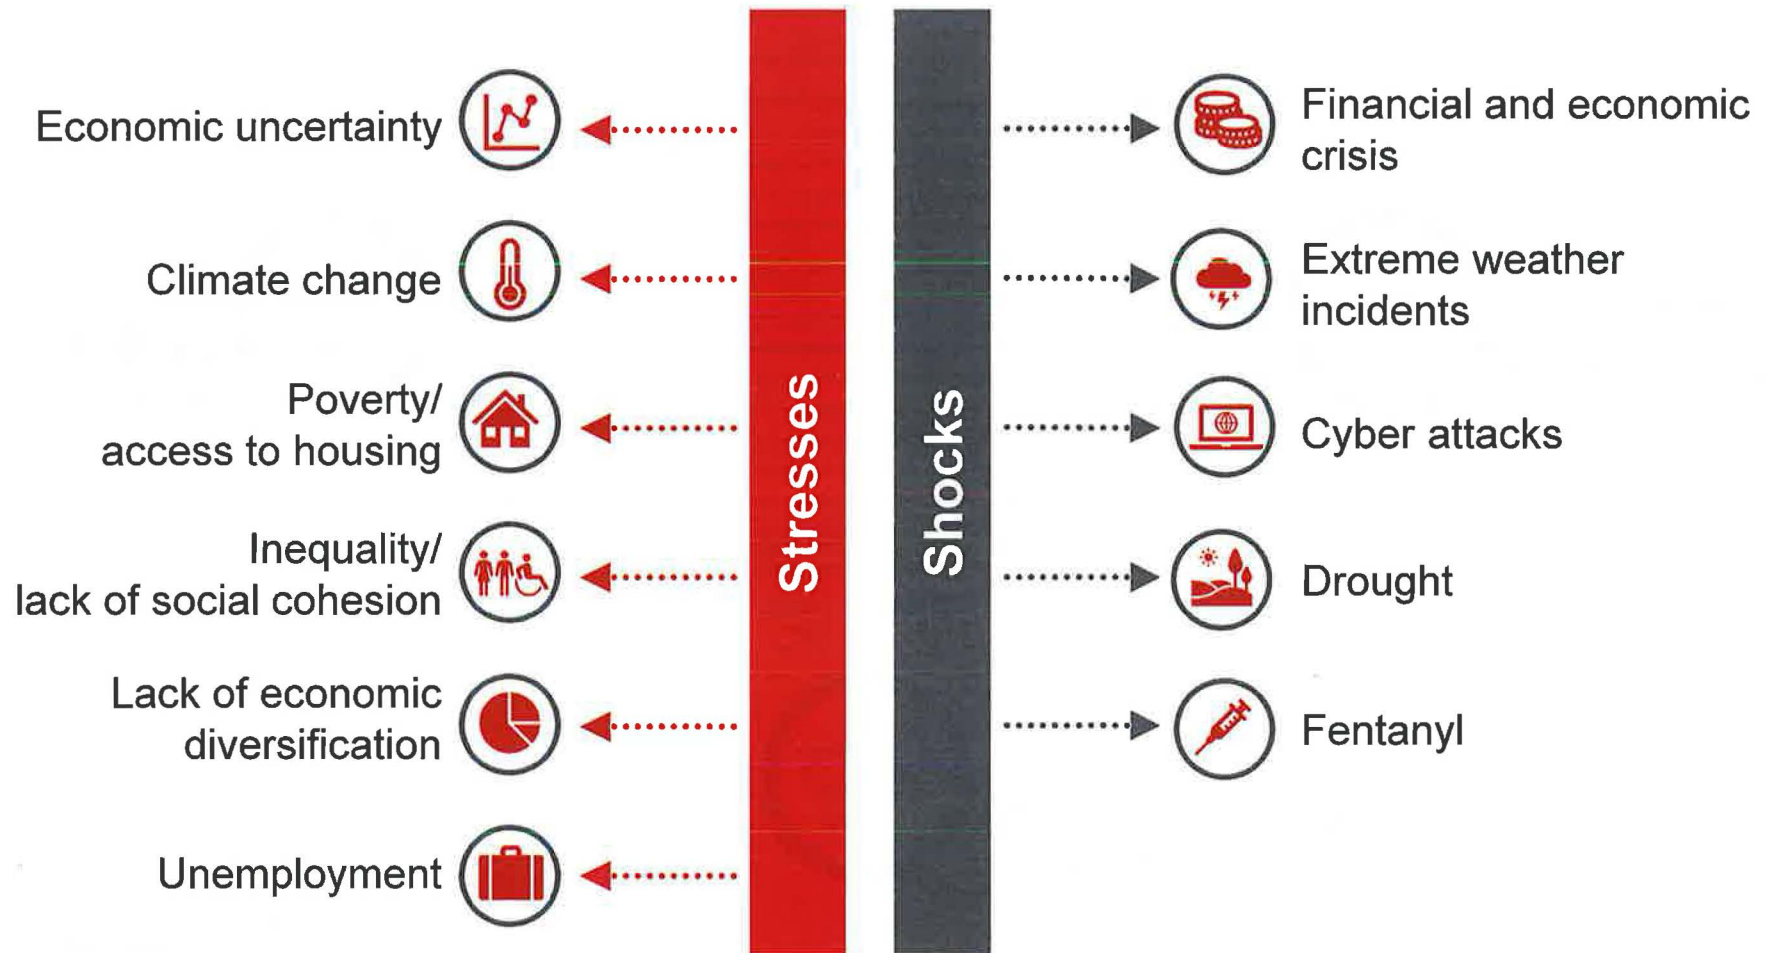 Economic uncertainty
Climate change
Poverty/
access to housing
Inequality/
lack of social cohesion
Lack of economic
diversification
Unemployment
Stresses
Shocks
Financial and economic
crisis
Extreme weather
incidents
Cyber attacks
Drought
Fentanyl